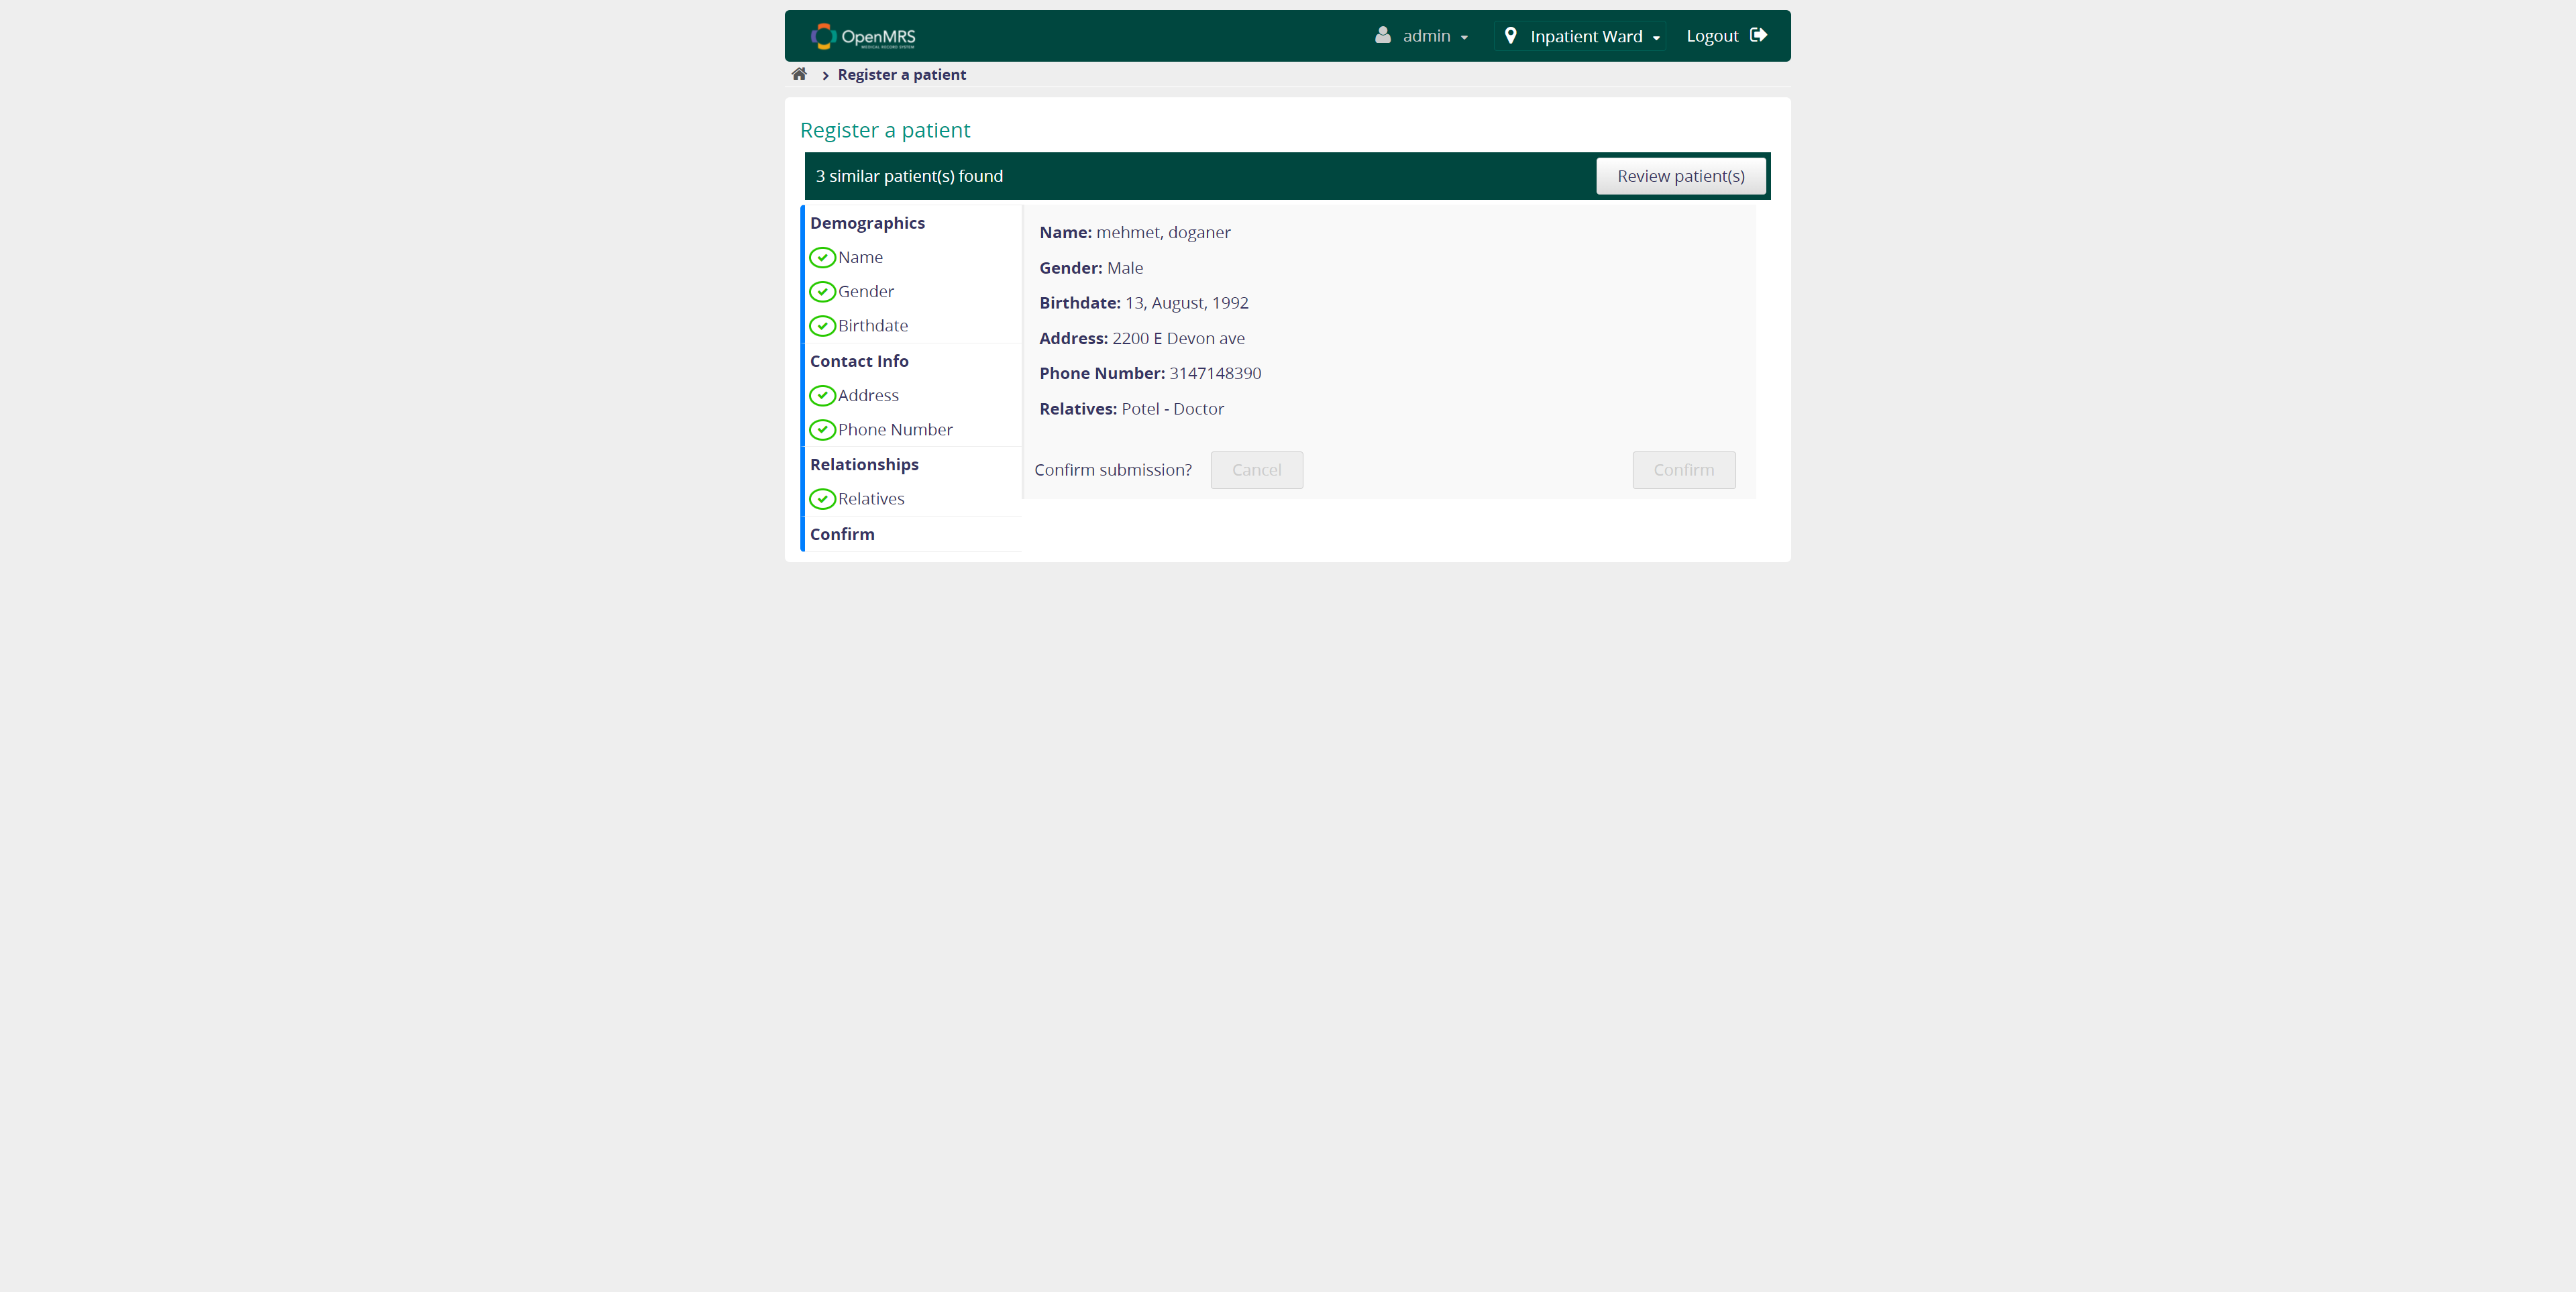 OpenMRS
MEDICAL RECORD SYSTEM
admin
Inpatient Ward
Logout
Register a patient
Register a patient
3 similar patient(s) found
Review patient(s)
Demographics
Name
Gender
Birthdate
Contact Info
Address
Phone Number
Relationships
Relatives
Confirm
Name: mehmet, doganer
Gender: Male
Birthdate: 13, August, 1992
Address: 2200 E Devon ave
Phone Number: 3147148390
Relatives: Potel - Doctor
Confirm submission? Cancel Confirm